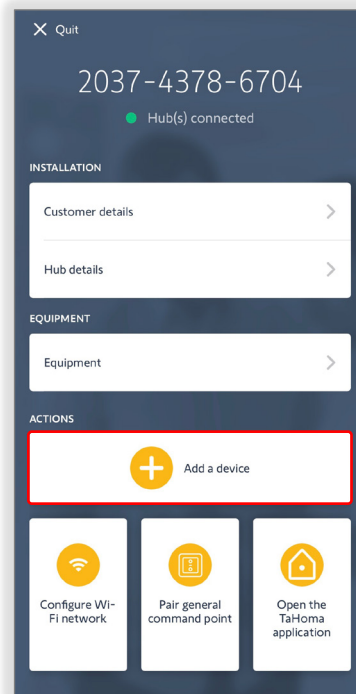 Quit
2037-4378-6704
Hub(s) connected
INSTALLATION
Customer details
Hub details
EQUIPMENT
Equipment
ACTIONS
Add a device
Configure Wi-
Fi network
Pair general
command point
Open the
TaHoma
application